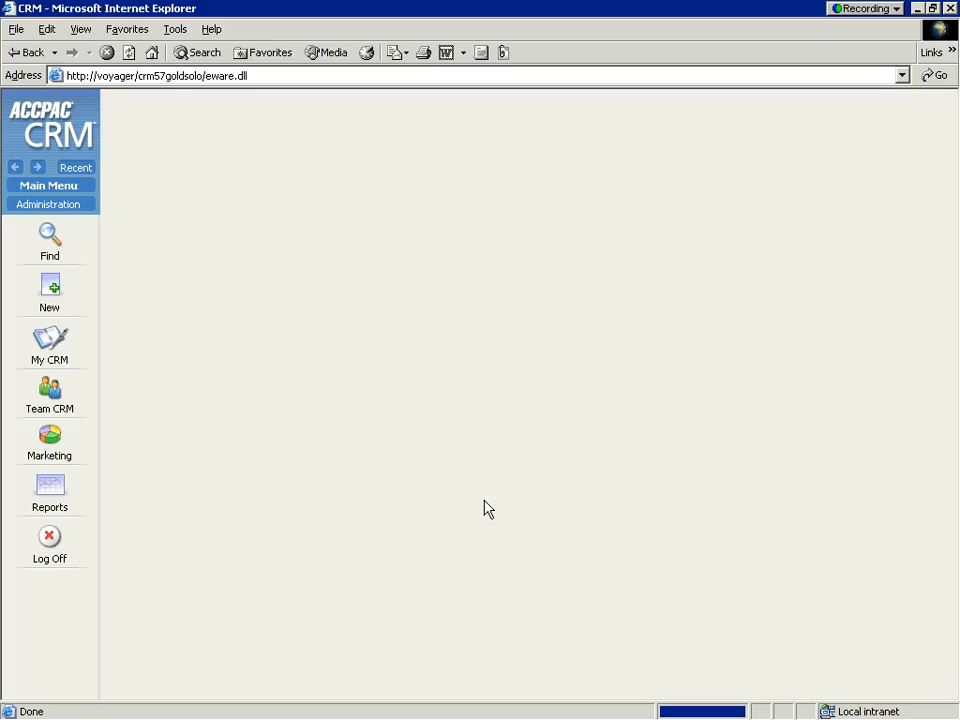 CRM - Microsoft Internet Explorer
Recording
File Edit View Favorites Tools Help
Back Search Favorites Media Links »
Address http://voyager/crm57goldsolo/eware.dll Go
ACCPAC
CRM
Recent
Main Menu
Administration
Find
New
My CRM
Team CRM
Marketing
Reports
Log Off
Done Local intranet